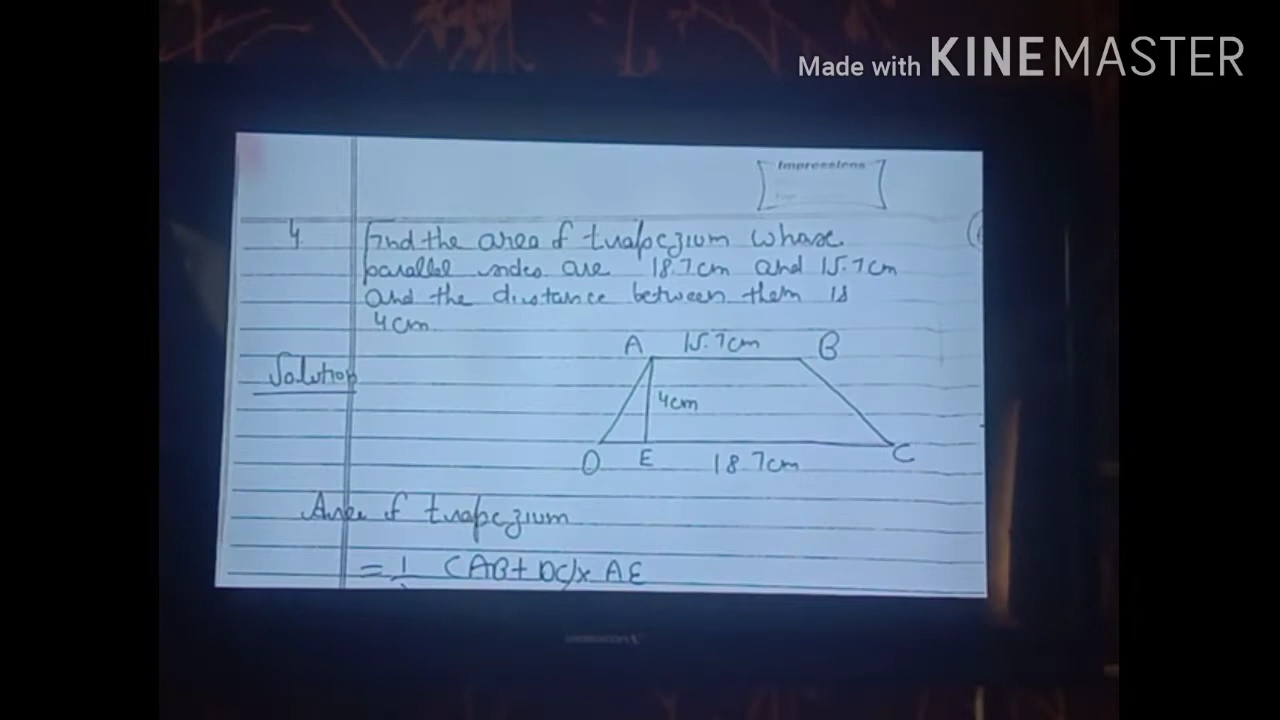 Made with KINEMASTER
Impressions
4 Find the area of trapezium whose
parallel sides are 18.7cm and 15.7cm
and the distance between them is
4cm
A 15.7cm B
Solution
4cm
D E 18.7cm C
Area of trapezium
= 1 (AB+DC)x AE